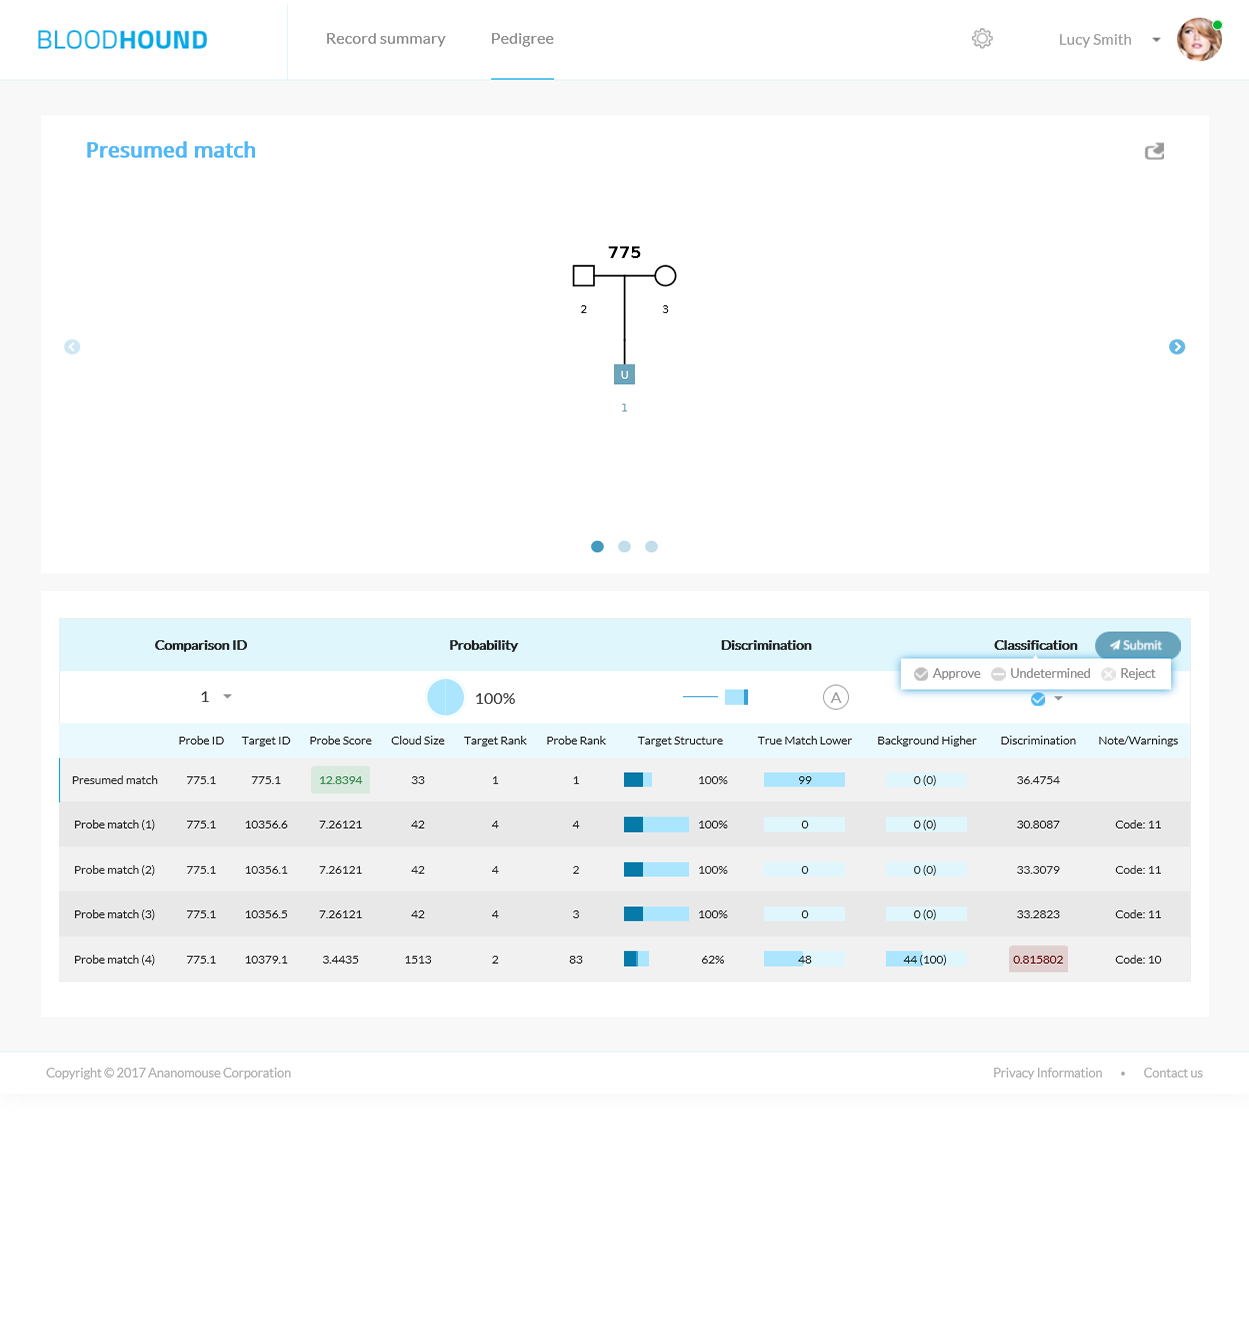 BLOODHOUND Record summary Pedigree Lucy Smith
Presumed match
775
2 3
U
1
Comparison ID Probability Discrimination Classification Submit
Approve Undetermined Reject
1 100% A
Probe ID Target ID Probe Score Cloud Size Target Rank Probe Rank Target Structure True Match Lower Background Higher Discrimination Note/Warnings
Presumed match 775.1 775.1 12.8394 33 1 1 100% 99 0 (0) 36.4754
Probe match (1) 775.1 10356.6 7.26121 42 4 4 100% 0 0 (0) 30.8087 Code: 11
Probe match (2) 775.1 10356.1 7.26121 42 4 2 100% 0 0 (0) 33.3079 Code: 11
Probe match (3) 775.1 10356.5 7.26121 42 4 3 100% 0 0 (0) 33.2823 Code: 11
Probe match (4) 775.1 10379.1 3.4435 1513 2 83 62% 48 44 (100) 0.815802 Code: 10
Copyright © 2017 Ananomouse Corporation Privacy Information • Contact us